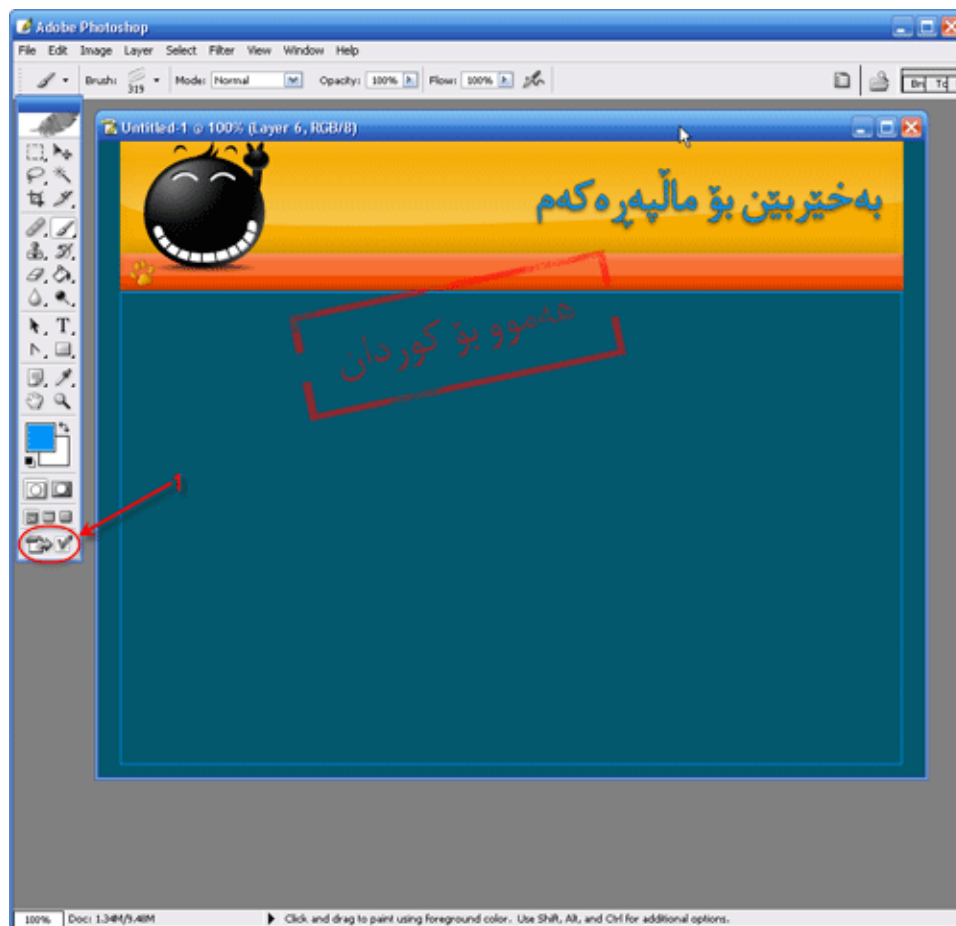 Adobe Photoshop
File Edit Image Layer Select Filter View Window Help
Brush: 319 Mode: Normal Opacity: 100% Flow: 100%
Untitled-1 @ 100% (Layer 6, RGB/8)
بەخێربێن بۆ ماڵپەڕەکەم
هەموو بۆ کوردان
1
100% Doc: 1.34M/9.48M Click and drag to paint using foreground color. Use Shift, Alt, and Ctrl for additional options.